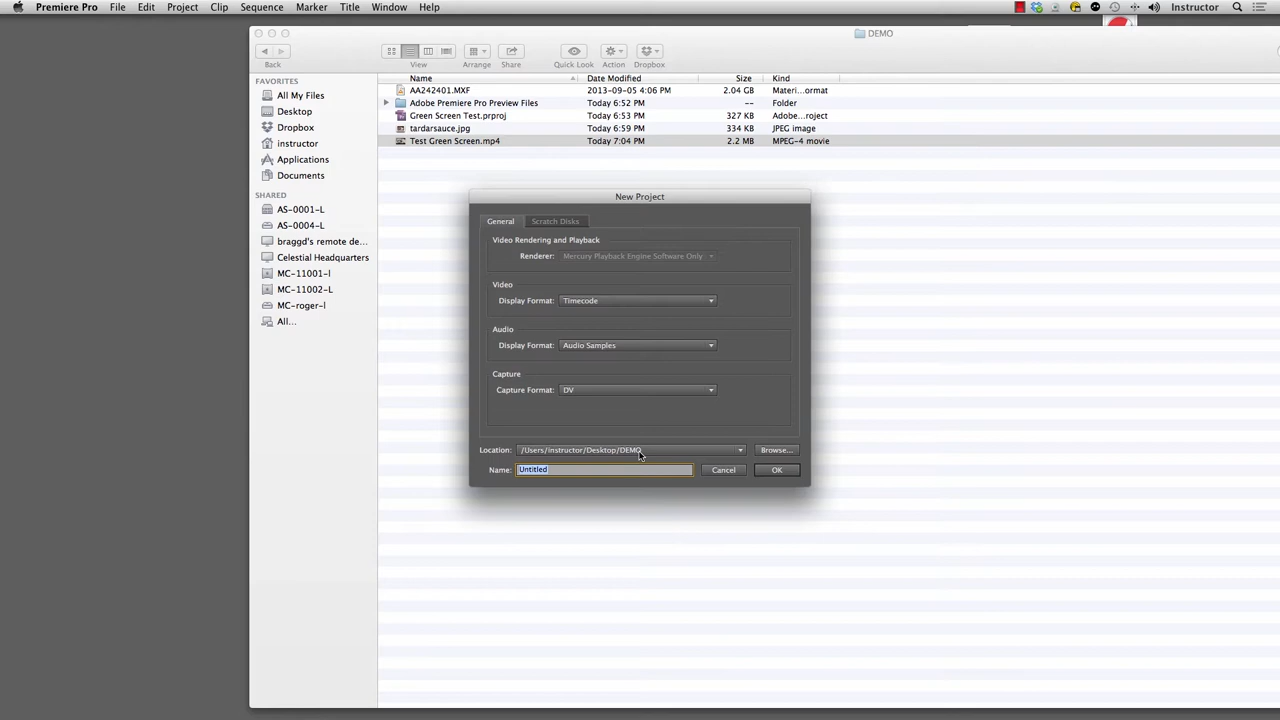 Premiere Pro File Edit Project Clip Sequence Marker Title Window Help Instructor
DEMO
Back View Arrange Share Quick Look Action Dropbox
FAVORITES
All My Files
Desktop
Dropbox
instructor
Applications
Documents
SHARED
AS-0001-L
AS-0004-L
braggd's remote de...
Celestial Headquarters
MC-11001-l
MC-11002-L
MC-roger-l
All...
Name Date Modified Size Kind
AA242401.MXF 2013-09-05 4:06 PM 2.04 GB Materi...ormat
Adobe Premiere Pro Preview Files Today 6:52 PM -- Folder
Green Screen Test.prproj Today 6:53 PM 327 KB Adobe...roject
tardarsauce.jpg Today 6:59 PM 334 KB JPEG image
Test Green Screen.mp4 Today 7:04 PM 2.2 MB MPEG-4 movie
New Project
General Scratch Disks
Video Rendering and Playback
Renderer: Mercury Playback Engine Software Only
Video
Display Format: Timecode
Audio
Display Format: Audio Samples
Capture
Capture Format: DV
Location: /Users/instructor/Desktop/DEMO Browse...
Name: Untitled Cancel OK